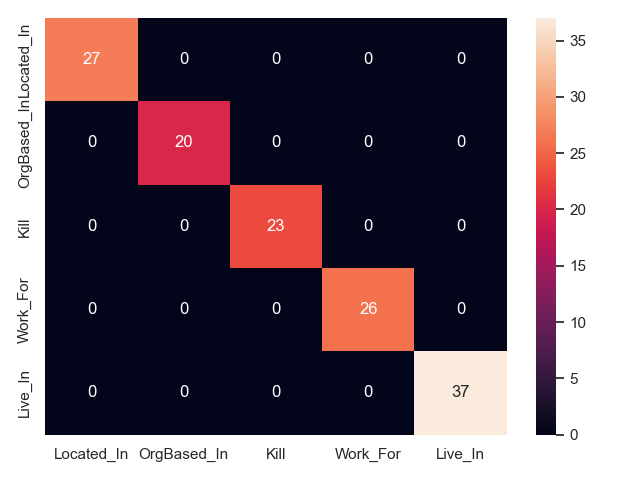 Located_In 27 0 0 0 0
OrgBased_In 0 20 0 0 0
Kill 0 0 23 0 0
Work_For 0 0 0 26 0
Live_In 0 0 0 0 37
Located_In OrgBased_In Kill Work_For Live_In
35
30
25
20
15
10
5
0